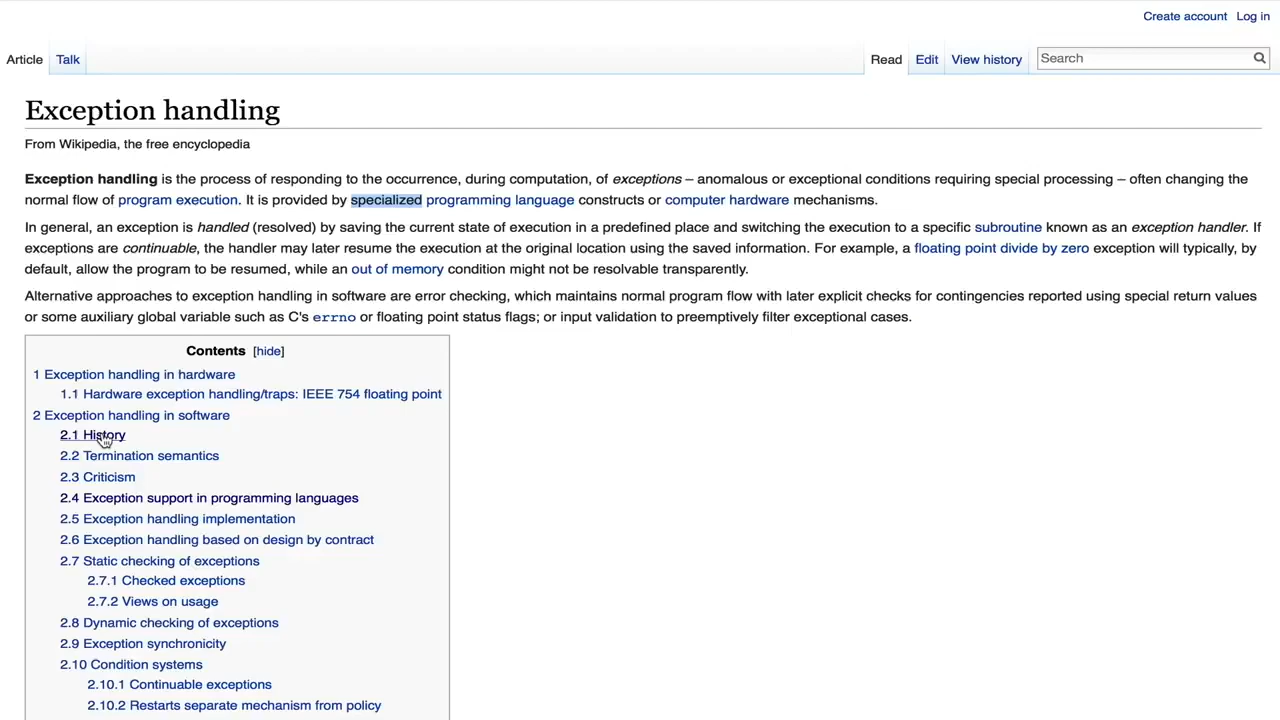 Create account Log in
Article Talk Read Edit View history Search
Exception handling
From Wikipedia, the free encyclopedia
Exception handling is the process of responding to the occurrence, during computation, of exceptions – anomalous or exceptional conditions requiring special processing – often changing the
normal flow of program execution. It is provided by specialized programming language constructs or computer hardware mechanisms.
In general, an exception is handled (resolved) by saving the current state of execution in a predefined place and switching the execution to a specific subroutine known as an exception handler. If
exceptions are continuable, the handler may later resume the execution at the original location using the saved information. For example, a floating point divide by zero exception will typically, by
default, allow the program to be resumed, while an out of memory condition might not be resolvable transparently.
Alternative approaches to exception handling in software are error checking, which maintains normal program flow with later explicit checks for contingencies reported using special return values
or some auxiliary global variable such as C's errno or floating point status flags; or input validation to preemptively filter exceptional cases.
Contents [hide]
1 Exception handling in hardware
1.1 Hardware exception handling/traps: IEEE 754 floating point
2 Exception handling in software
2.1 History
2.2 Termination semantics
2.3 Criticism
2.4 Exception support in programming languages
2.5 Exception handling implementation
2.6 Exception handling based on design by contract
2.7 Static checking of exceptions
2.7.1 Checked exceptions
2.7.2 Views on usage
2.8 Dynamic checking of exceptions
2.9 Exception synchronicity
2.10 Condition systems
2.10.1 Continuable exceptions
2.10.2 Restarts separate mechanism from policy